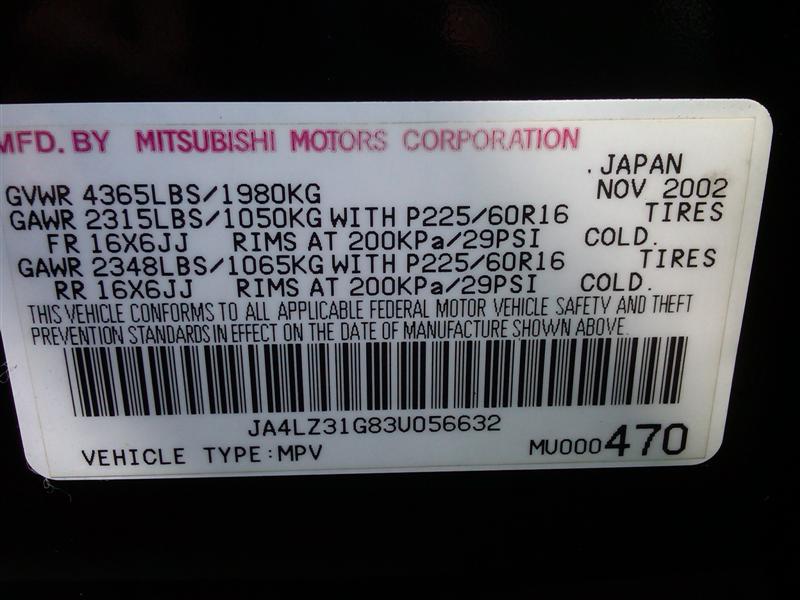 MFD. BY MITSUBISHI MOTORS CORPORATION
. JAPAN
GVWR 4365LBS/1980KG NOV 2002
GAWR 2315LBS/1050KG WITH P225/60R16 TIRES
FR 16X6JJ RIMS AT 200KPa/29PSI COLD.
GAWR 2348LBS/1065KG WITH P225/60R16 TIRES
RR 16X6JJ RIMS AT 200KPa/29PSI COLD.
THIS VEHICLE CONFORMS TO ALL APPLICABLE FEDERAL MOTOR VEHICLE SAFETY AND THEFT
PREVENTION STANDARDS IN EFFECT ON THE DATE OF MANUFACTURE SHOWN ABOVE.
JA4LZ31G83U056632
VEHICLE TYPE:MPV MU000470